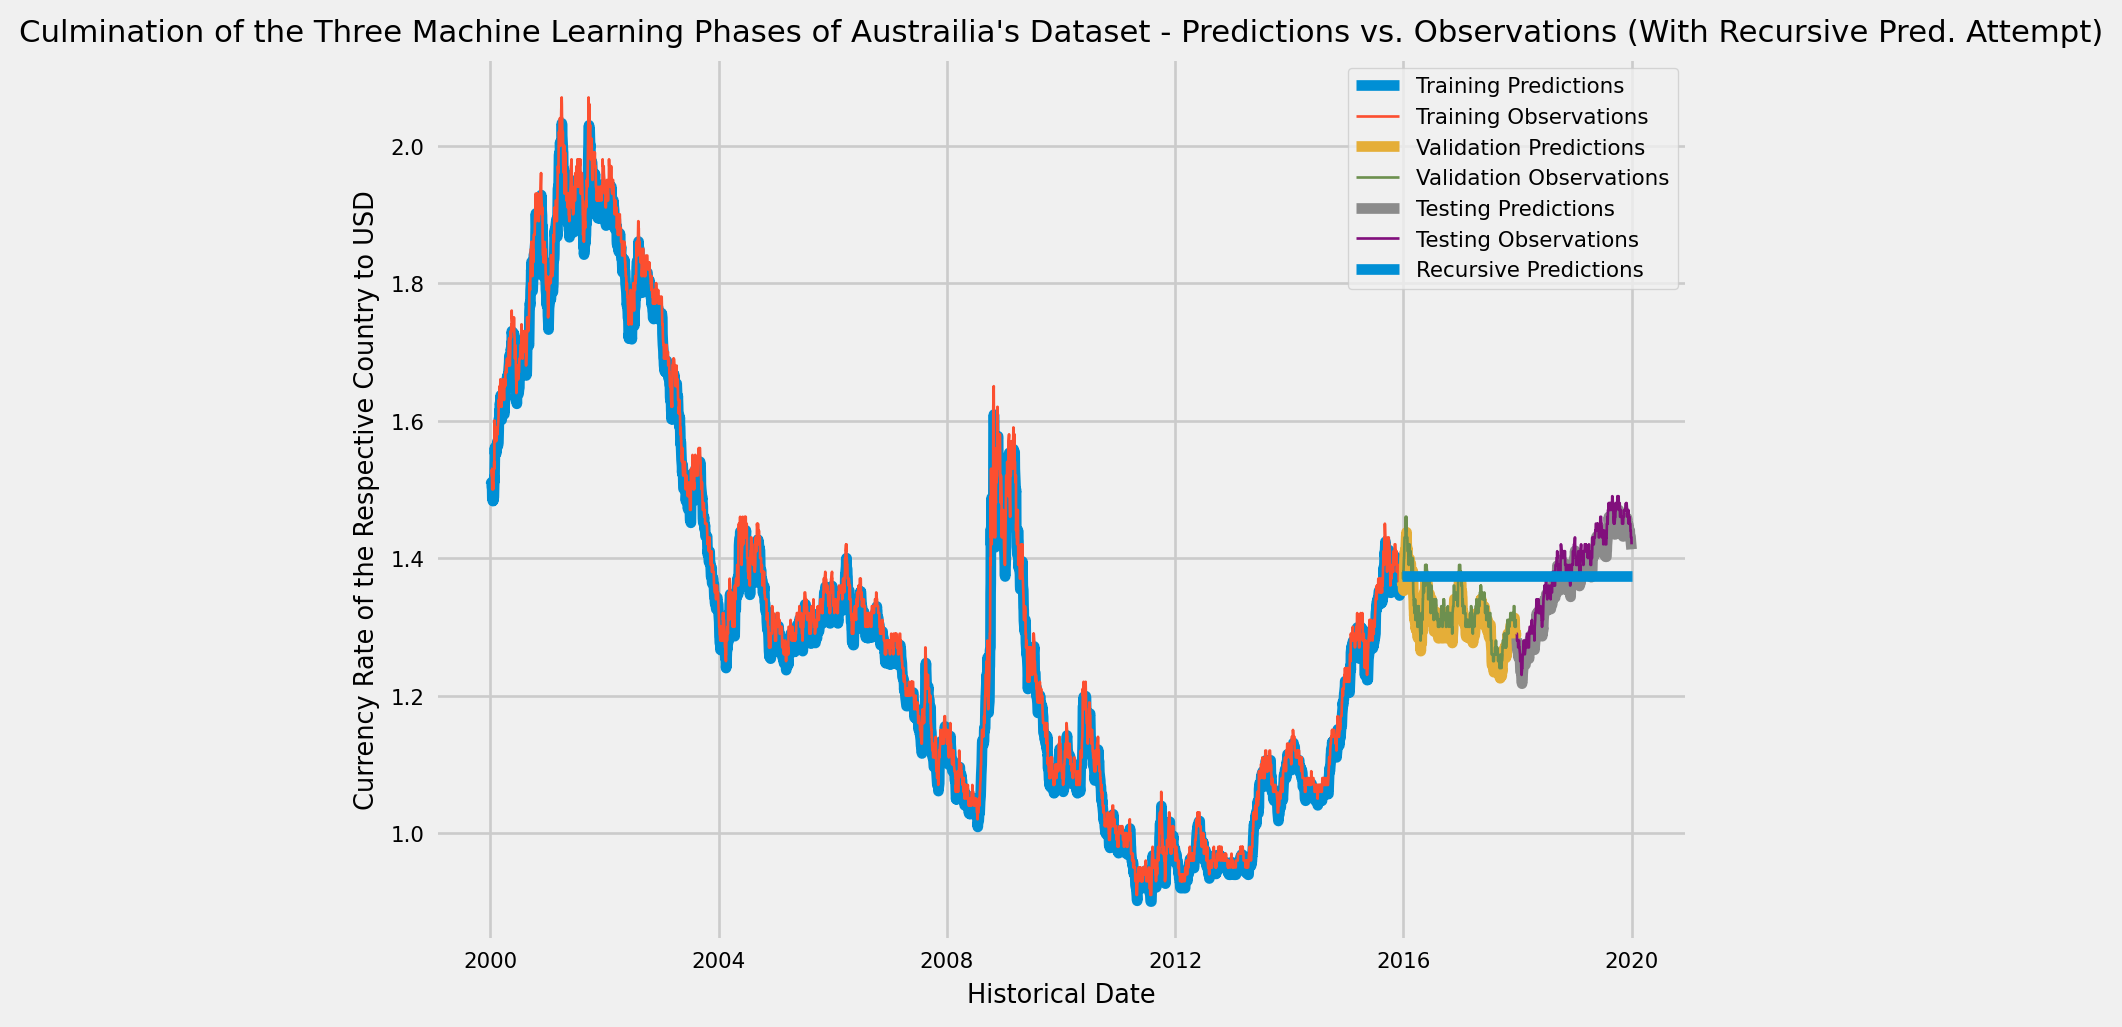 Culmination of the Three Machine Learning Phases of Austrailia's Dataset - Predictions vs. Observations (With Recursive Pred. Attempt)
Training Predictions
Training Observations
Validation Predictions
Validation Observations
Testing Predictions
Testing Observations
Recursive Predictions
Currency Rate of the Respective Country to USD
2.0
1.8
1.6
1.4
1.2
1.0
2000
2004
2008
2012
2016
2020
Historical Date